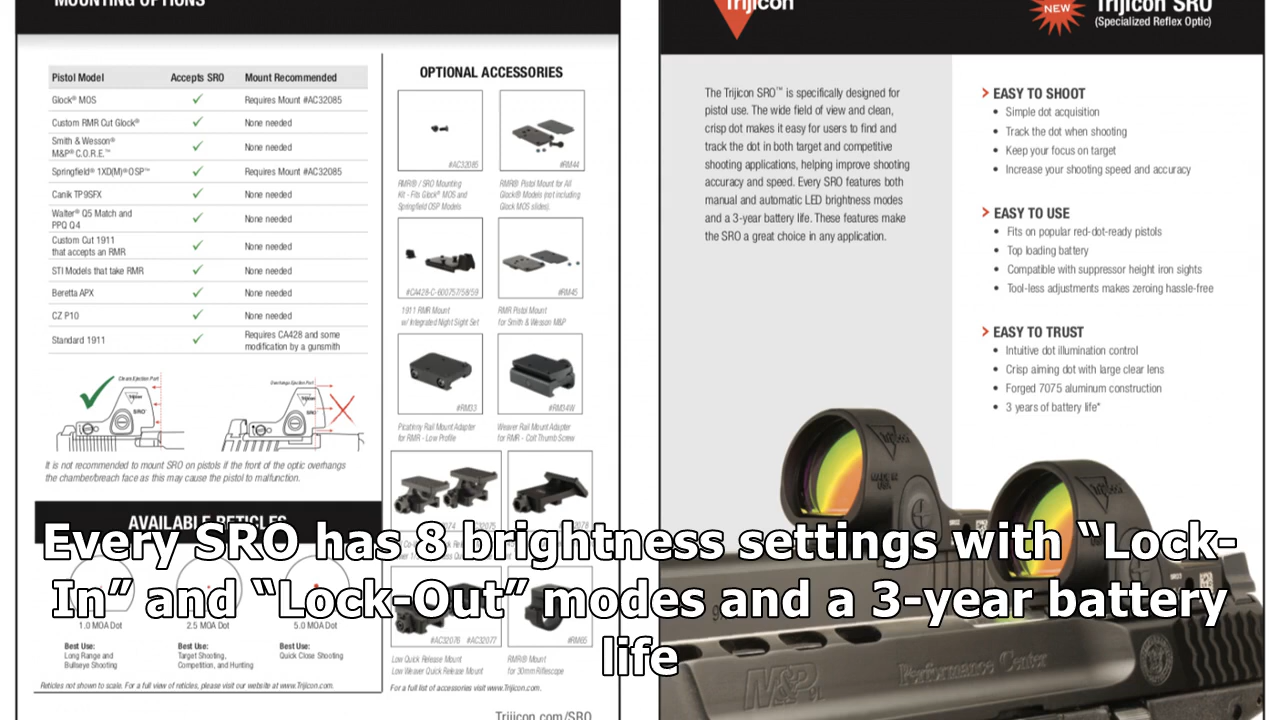 MOUNTING OPTIONS
Pistol Model Accepts SRO Mount Recommended
Glock® MOS ✓ Requires Mount #AC32085
Custom RMR Cut Glock® ✓ None needed
Smith & Wesson®
M&P® C.O.R.E.™ ✓ None needed
Springfield® 1XD(M)® OSP™ ✓ Requires Mount #AC32085
Canik TP9SFX ✓ None needed
Walter® Q5 Match and
PPQ Q4 ✓ None needed
Custom Cut 1911
that accepts an RMR ✓ None needed
STI Models that take RMR ✓ None needed
Beretta APX ✓ None needed
CZ P10 ✓ None needed
Standard 1911 ✓ Requires CA428 and some
modification by a gunsmith
Clears Ejection Port
Overhangs Ejection Port
Trijicon
SRO
SRO
It is not recommended to mount SRO on pistols if the front of the optic overhangs
the chamber/breech face as this may cause the pistol to malfunction.
AVAILABLE RETICLES
1.0 MOA Dot 2.5 MOA Dot 5.0 MOA Dot
Best Use:
Long Range and
Bullseye Shooting
Best Use:
Target Shooting,
Competition, and Hunting
Best Use:
Quick Close Shooting
Reticles not shown to scale. For a full view of reticles, please visit our website at www.Trijicon.com.
OPTIONAL ACCESSORIES
#AC32085
#RM44
RMR® / SRO Mounting
Kit - Fits Glock® MOS and
Springfield OSP Models
RMR® Pistol Mount for All
Glock® Models (not including
Glock MOS slides).
#CA428-C-600757/58/59
#RM45
1911 RMR Mount
w/ Integrated Night Sight Set
RMR Pistol Mount
for Smith & Wesson M&P
#RM33
#RM34W
Picatinny Rail Mount Adapter
for RMR - Low Profile
Weaver Rail Mount Adapter
for RMR - Colt Thumb Screw
#AC32076 #AC32077
#RM65
Low Quick Release Mount
Low Weaver Quick Release Mount
RMR® Mount
for 30mm Riflescope
For a full list of accessories visit www.Trijicon.com.
Trijicon.com/SRO
Trijicon
NEW
Trijicon SRO
(Specialized Reflex Optic)
The Trijicon SRO™ is specifically designed for
pistol use. The wide field of view and clean,
crisp dot makes it easy for users to find and
track the dot in both target and competitive
shooting applications, helping improve shooting
accuracy and speed. Every SRO features both
manual and automatic LED brightness modes
and a 3-year battery life. These features make
the SRO a great choice in any application.
> EASY TO SHOOT
• Simple dot acquisition
• Track the dot when shooting
• Keep your focus on target
• Increase your shooting speed and accuracy
> EASY TO USE
• Fits on popular red-dot-ready pistols
• Top loading battery
• Compatible with suppressor height iron sights
• Tool-less adjustments makes zeroing hassle-free
> EASY TO TRUST
• Intuitive dot illumination control
• Crisp aiming dot with large clear lens
• Forged 7075 aluminum construction
• 3 years of battery life*
Trijicon
MADE IN
USA
Trijicon
M&P
Performance Center
Every SRO has 8 brightness settings with “Lock-
In” and “Lock-Out” modes and a 3-year battery
life